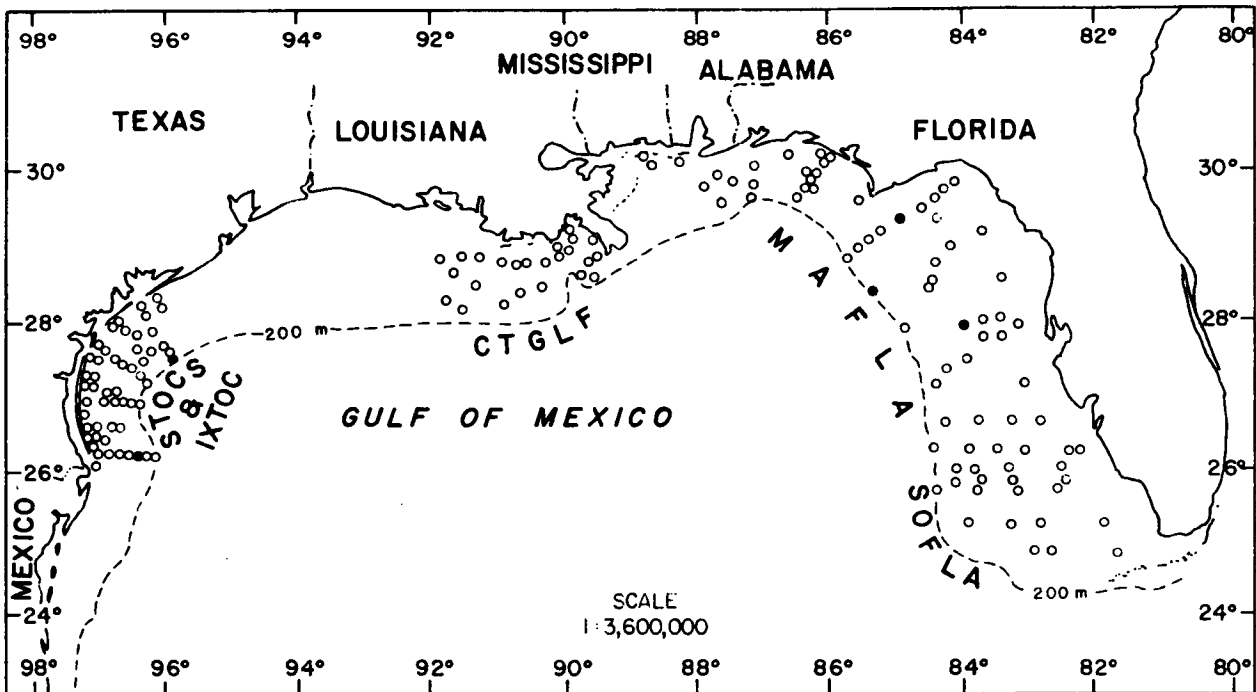 98° 96° 94° 92° 90° 88° 86° 84° 82° 80°
MISSISSIPPI ALABAMA
TEXAS LOUISIANA FLORIDA
30° 30°
MAFLA
28° 28°
200 m
CTGLF
STOCS
&
IXTOC
GULF OF MEXICO
26° 26°
SOFLA
MEXICO
200 m
SCALE
1:3,600,000
24° 24°
98° 96° 94° 92° 90° 88° 86° 84° 82° 80°